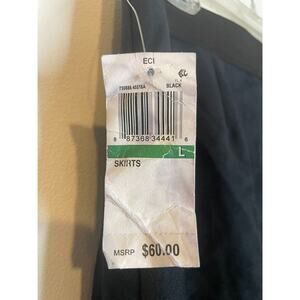 ECI
BLACK
8 87368 34441 6
L
SKIRTS
MSRP $60.00